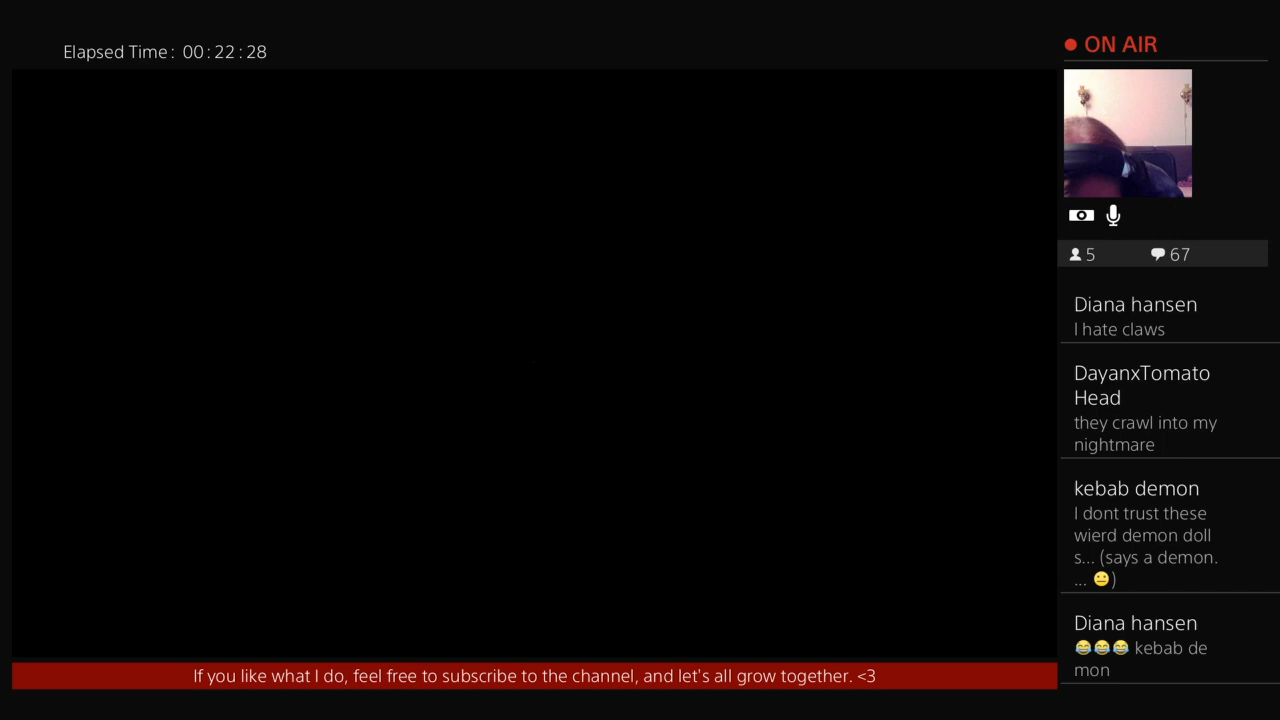 Elapsed Time: 00:22:28
ON AIR
5 67
Diana hansen
I hate claws
DayanxTomato
Head
they crawl into my
nightmare
kebab demon
I dont trust these
wierd demon doll
s... (says a demon.
... 😐)
Diana hansen
😂😂😂 kebab de
mon
If you like what I do, feel free to subscribe to the channel, and let's all grow together. <3